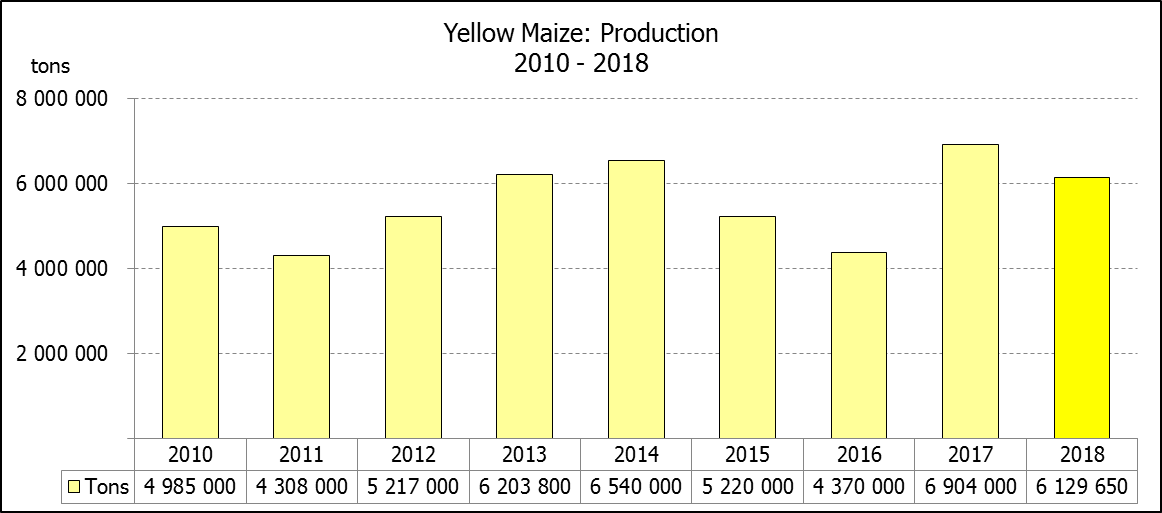 Yellow Maize: Production
2010 - 2018
tons
8 000 000
6 000 000
4 000 000
2 000 000
2010 2011 2012 2013 2014 2015 2016 2017 2018
Tons 4 985 000 4 308 000 5 217 000 6 203 800 6 540 000 5 220 000 4 370 000 6 904 000 6 129 650